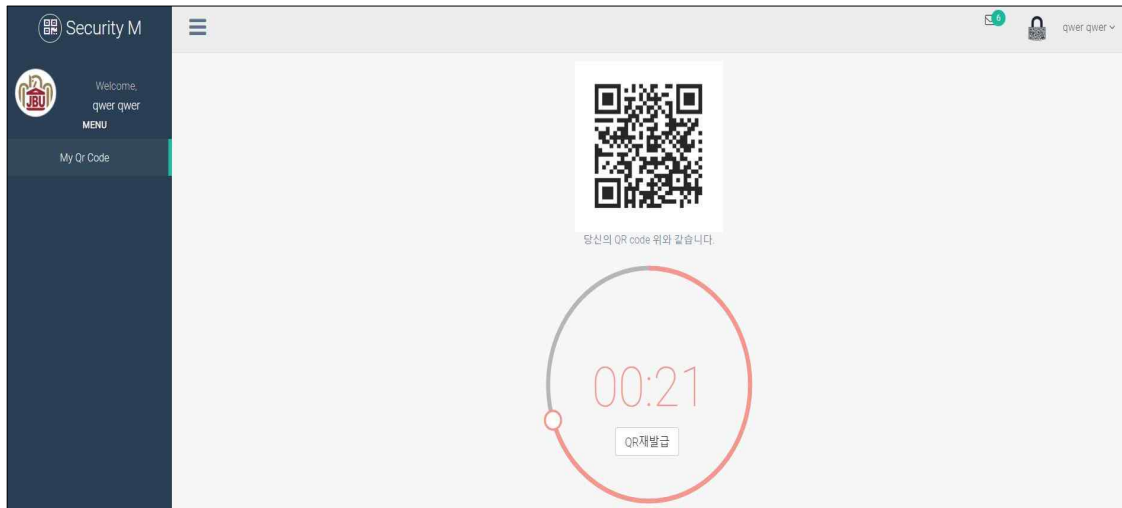 Security M
6
qwer qwer
JBU
Welcome,
qwer qwer
MENU
My Qr Code
당신의 QR code 위와 같습니다.
00:21
QR재발급